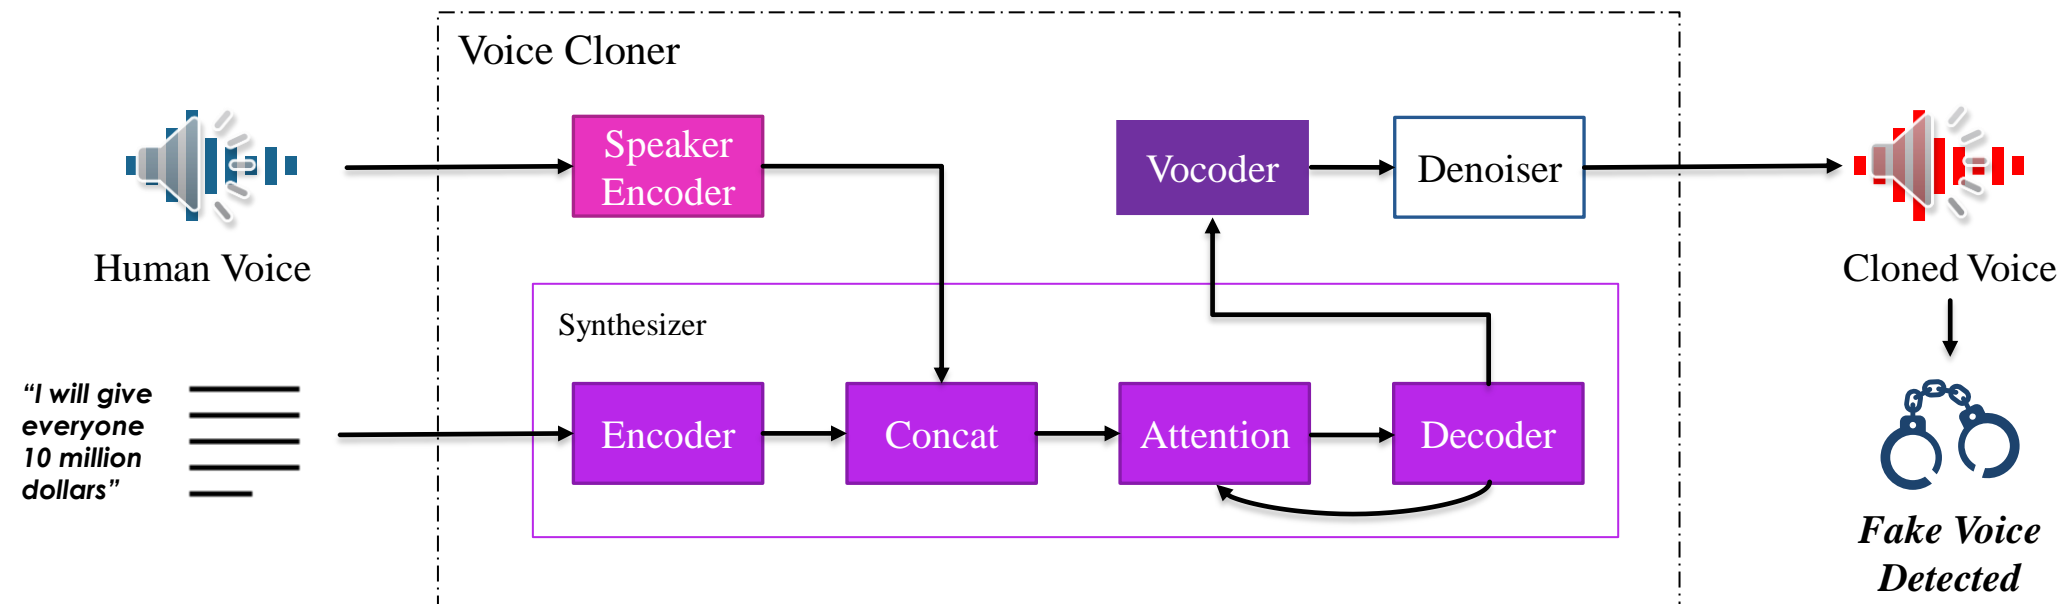 Voice Cloner
Speaker
Encoder
Vocoder
Denoiser
Human Voice
Cloned Voice
Synthesizer
“I will give
everyone
10 million
dollars”
Encoder
Concat
Attention
Decoder
Fake Voice
Detected